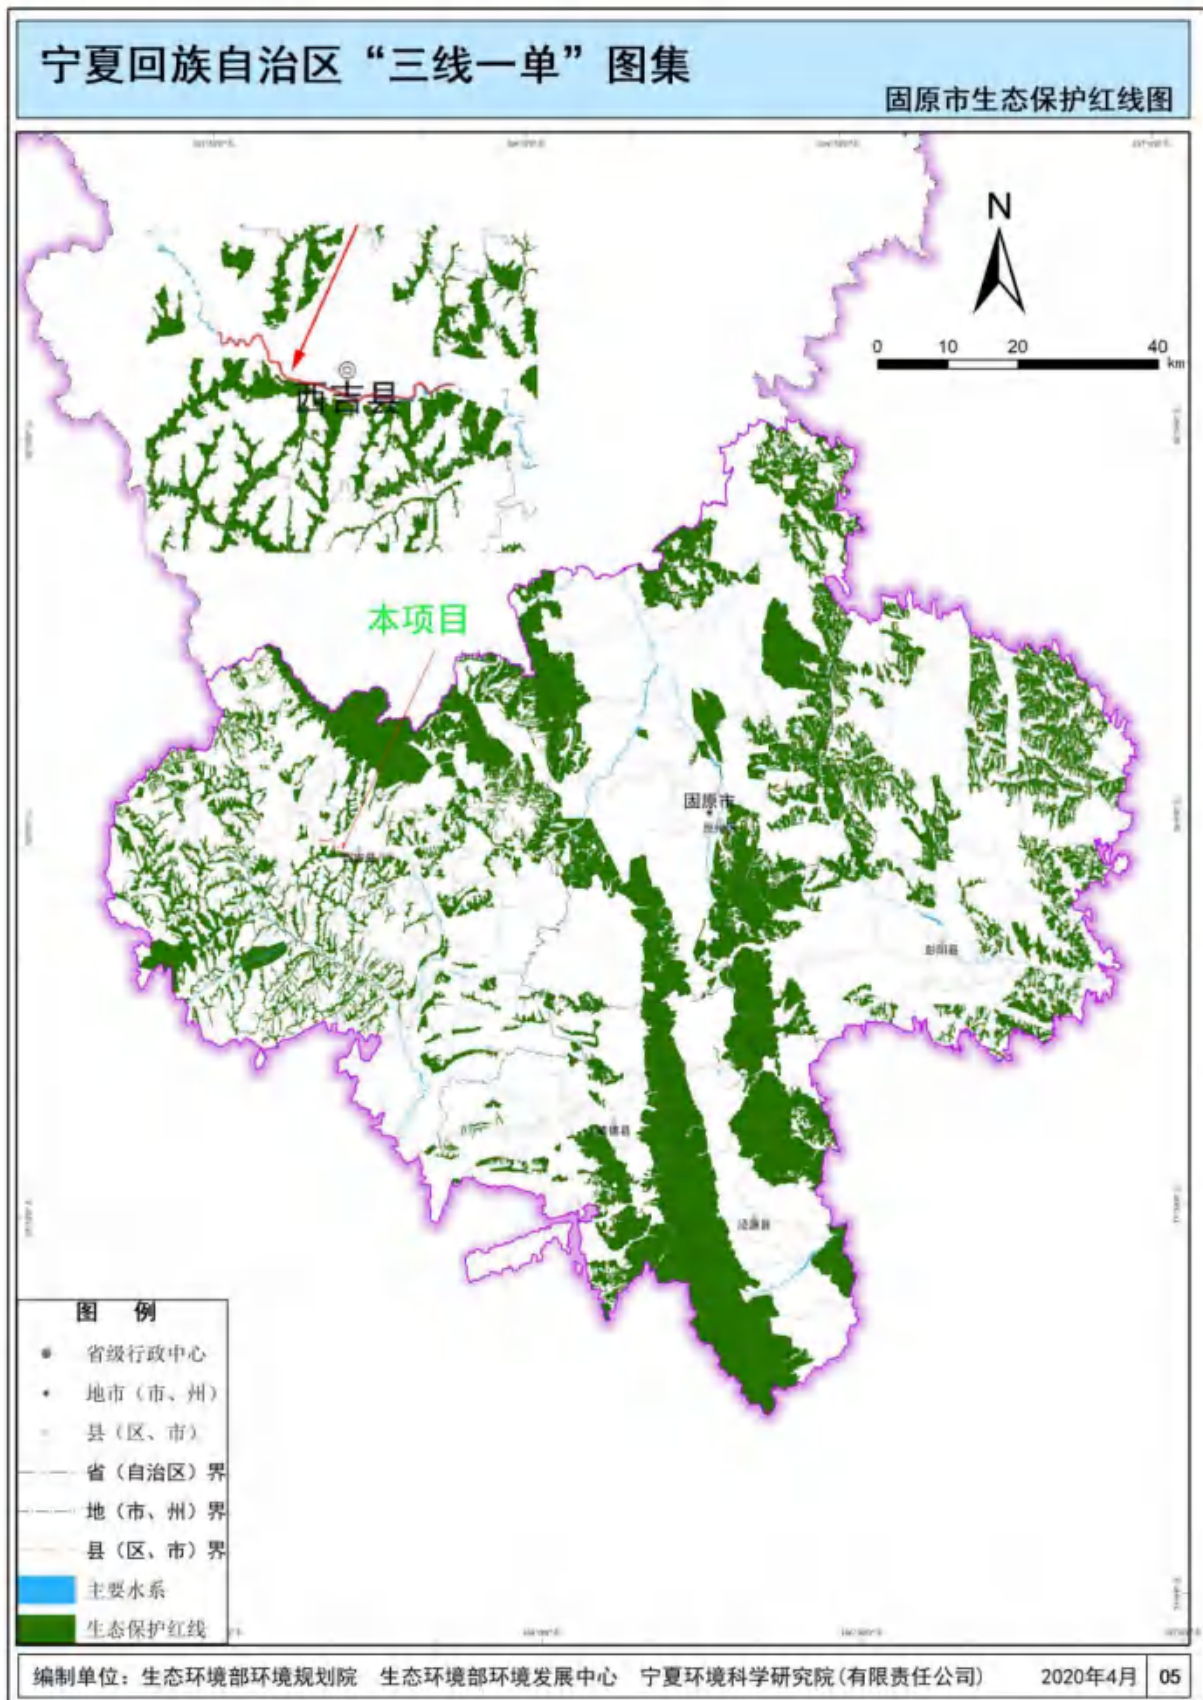 宁夏回族自治区“三线一单”图集
固原市生态保护红线图
N
0 10 20 40
km
西吉县
本项目
固原市
彭阳县
泾源县
图 例
省级行政中心
地市（市、州）
县（区、市）
省（自治区）界
地（市、州）界
县（区、市）界
主要水系
生态保护红线
编制单位：生态环境部环境规划院 生态环境部环境发展中心 宁夏环境科学研究院(有限责任公司) 2020年4月 05